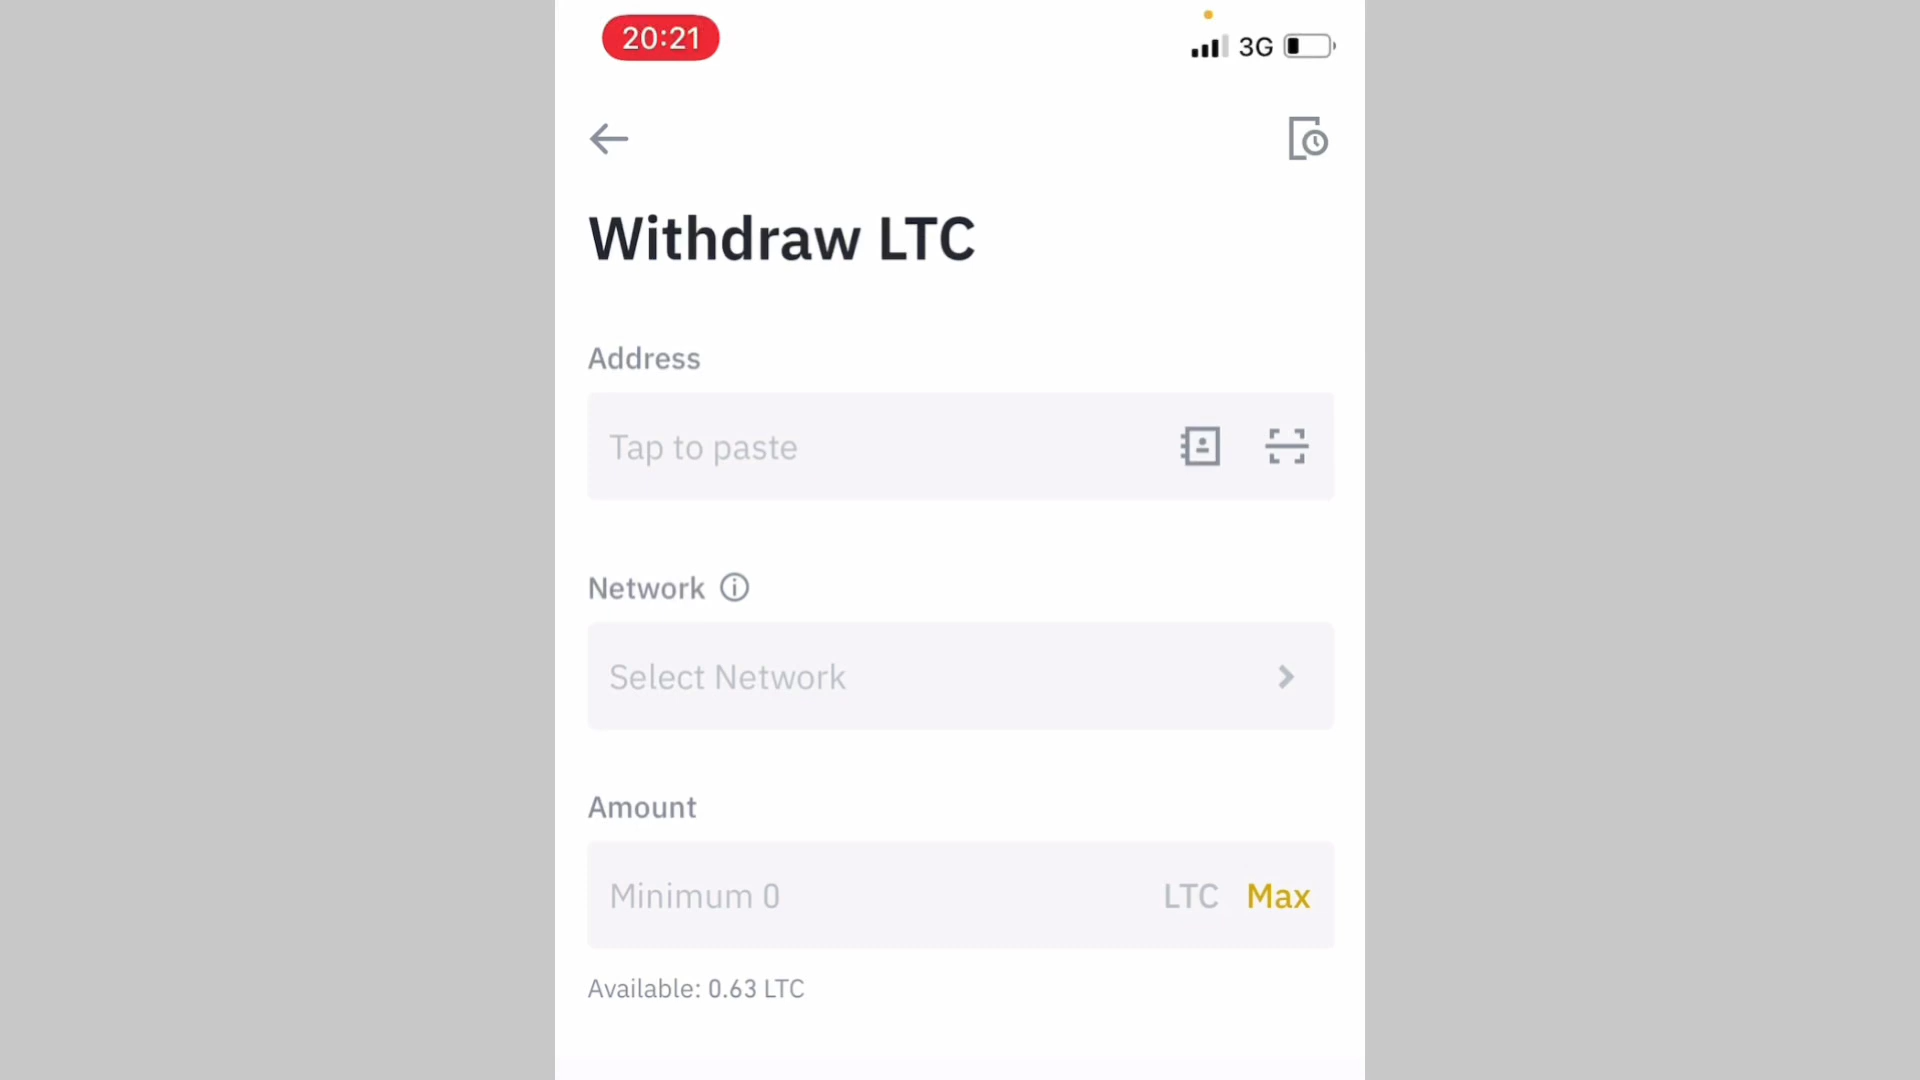 20:21
3G
Withdraw LTC
Address
Tap to paste
Network
Select Network
Amount
Minimum 0 LTC Max
Available: 0.63 LTC